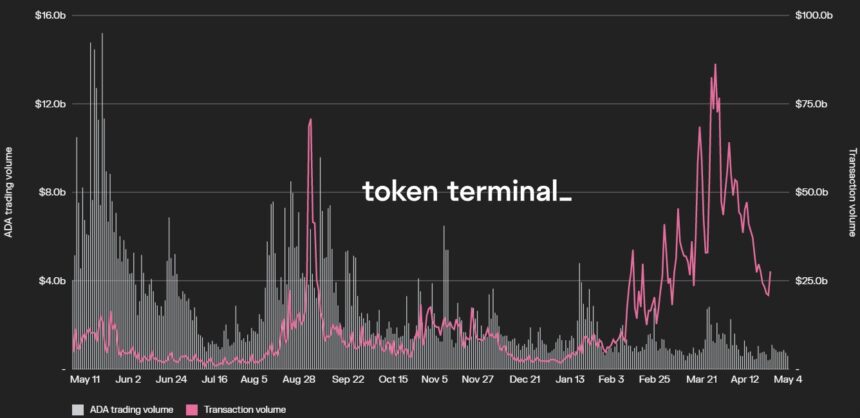 $16.0b
$100.0b
$12.0b
$75.0b
$8.0b
$50.0b
$4.0b
$25.0b
-
-
ADA trading volume
Transaction volume
token terminal_
May 11 Jun 2 Jun 24 Jul 16 Aug 5 Aug 28 Sep 22 Oct 15 Nov 5 Nov 27 Dec 21 Jan 13 Feb 3 Feb 25 Mar 21 Apr 12 May 4
ADA trading volume Transaction volume